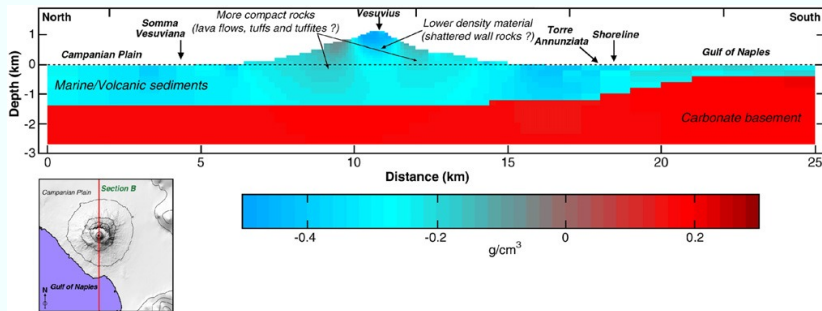 North
South
More compact rocks
(lava flows, tuffs and tuffites ?)
Vesuvius
Lower density material
(shattered wall rocks ?)
Somma
Vesuviana
Torre
Annunziata
Shoreline
Campanian Plain
Gulf of Naples
Marine/Volcanic sediments
Carbonate basement
Depth (km)
1
0
-1
-2
-3
0
5
10
15
20
25
Distance (km)
Campanian Plain
Section B
Gulf of Naples
N
-0.4
-0.2
0
0.2
g/cm³